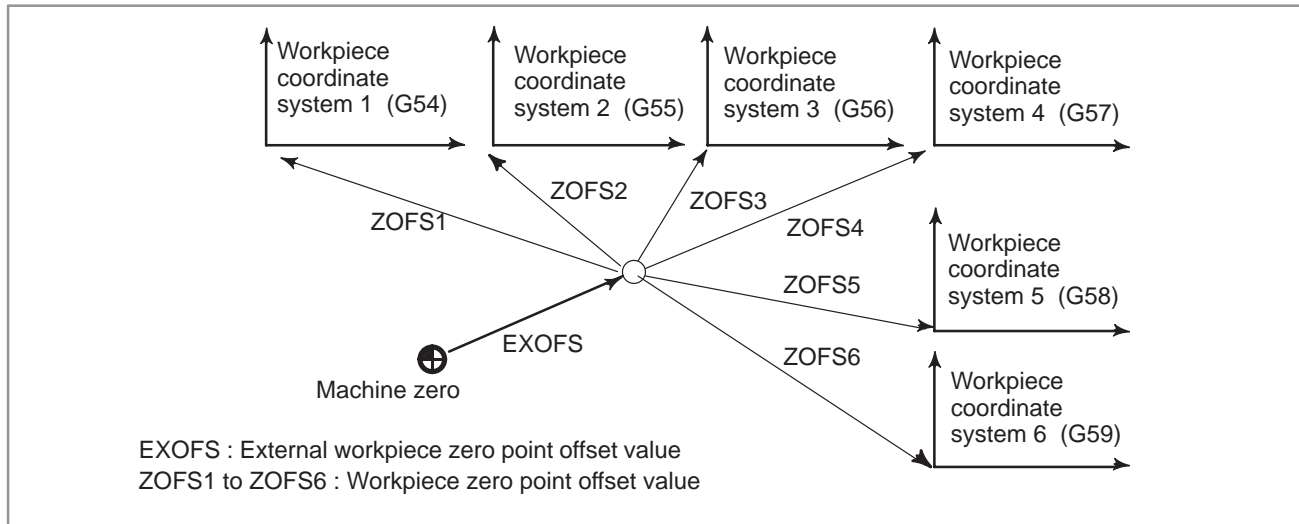 Workpiece
coordinate
system 1 (G54)
Workpiece
coordinate
system 2 (G55)
Workpiece
coordinate
system 3 (G56)
Workpiece
coordinate
system 4 (G57)
ZOFS1
ZOFS2
ZOFS3
ZOFS4
ZOFS5
Workpiece
coordinate
system 5 (G58)
EXOFS
ZOFS6
Machine zero
Workpiece
coordinate
system 6 (G59)
EXOFS : External workpiece zero point offset value
ZOFS1 to ZOFS6 : Workpiece zero point offset value